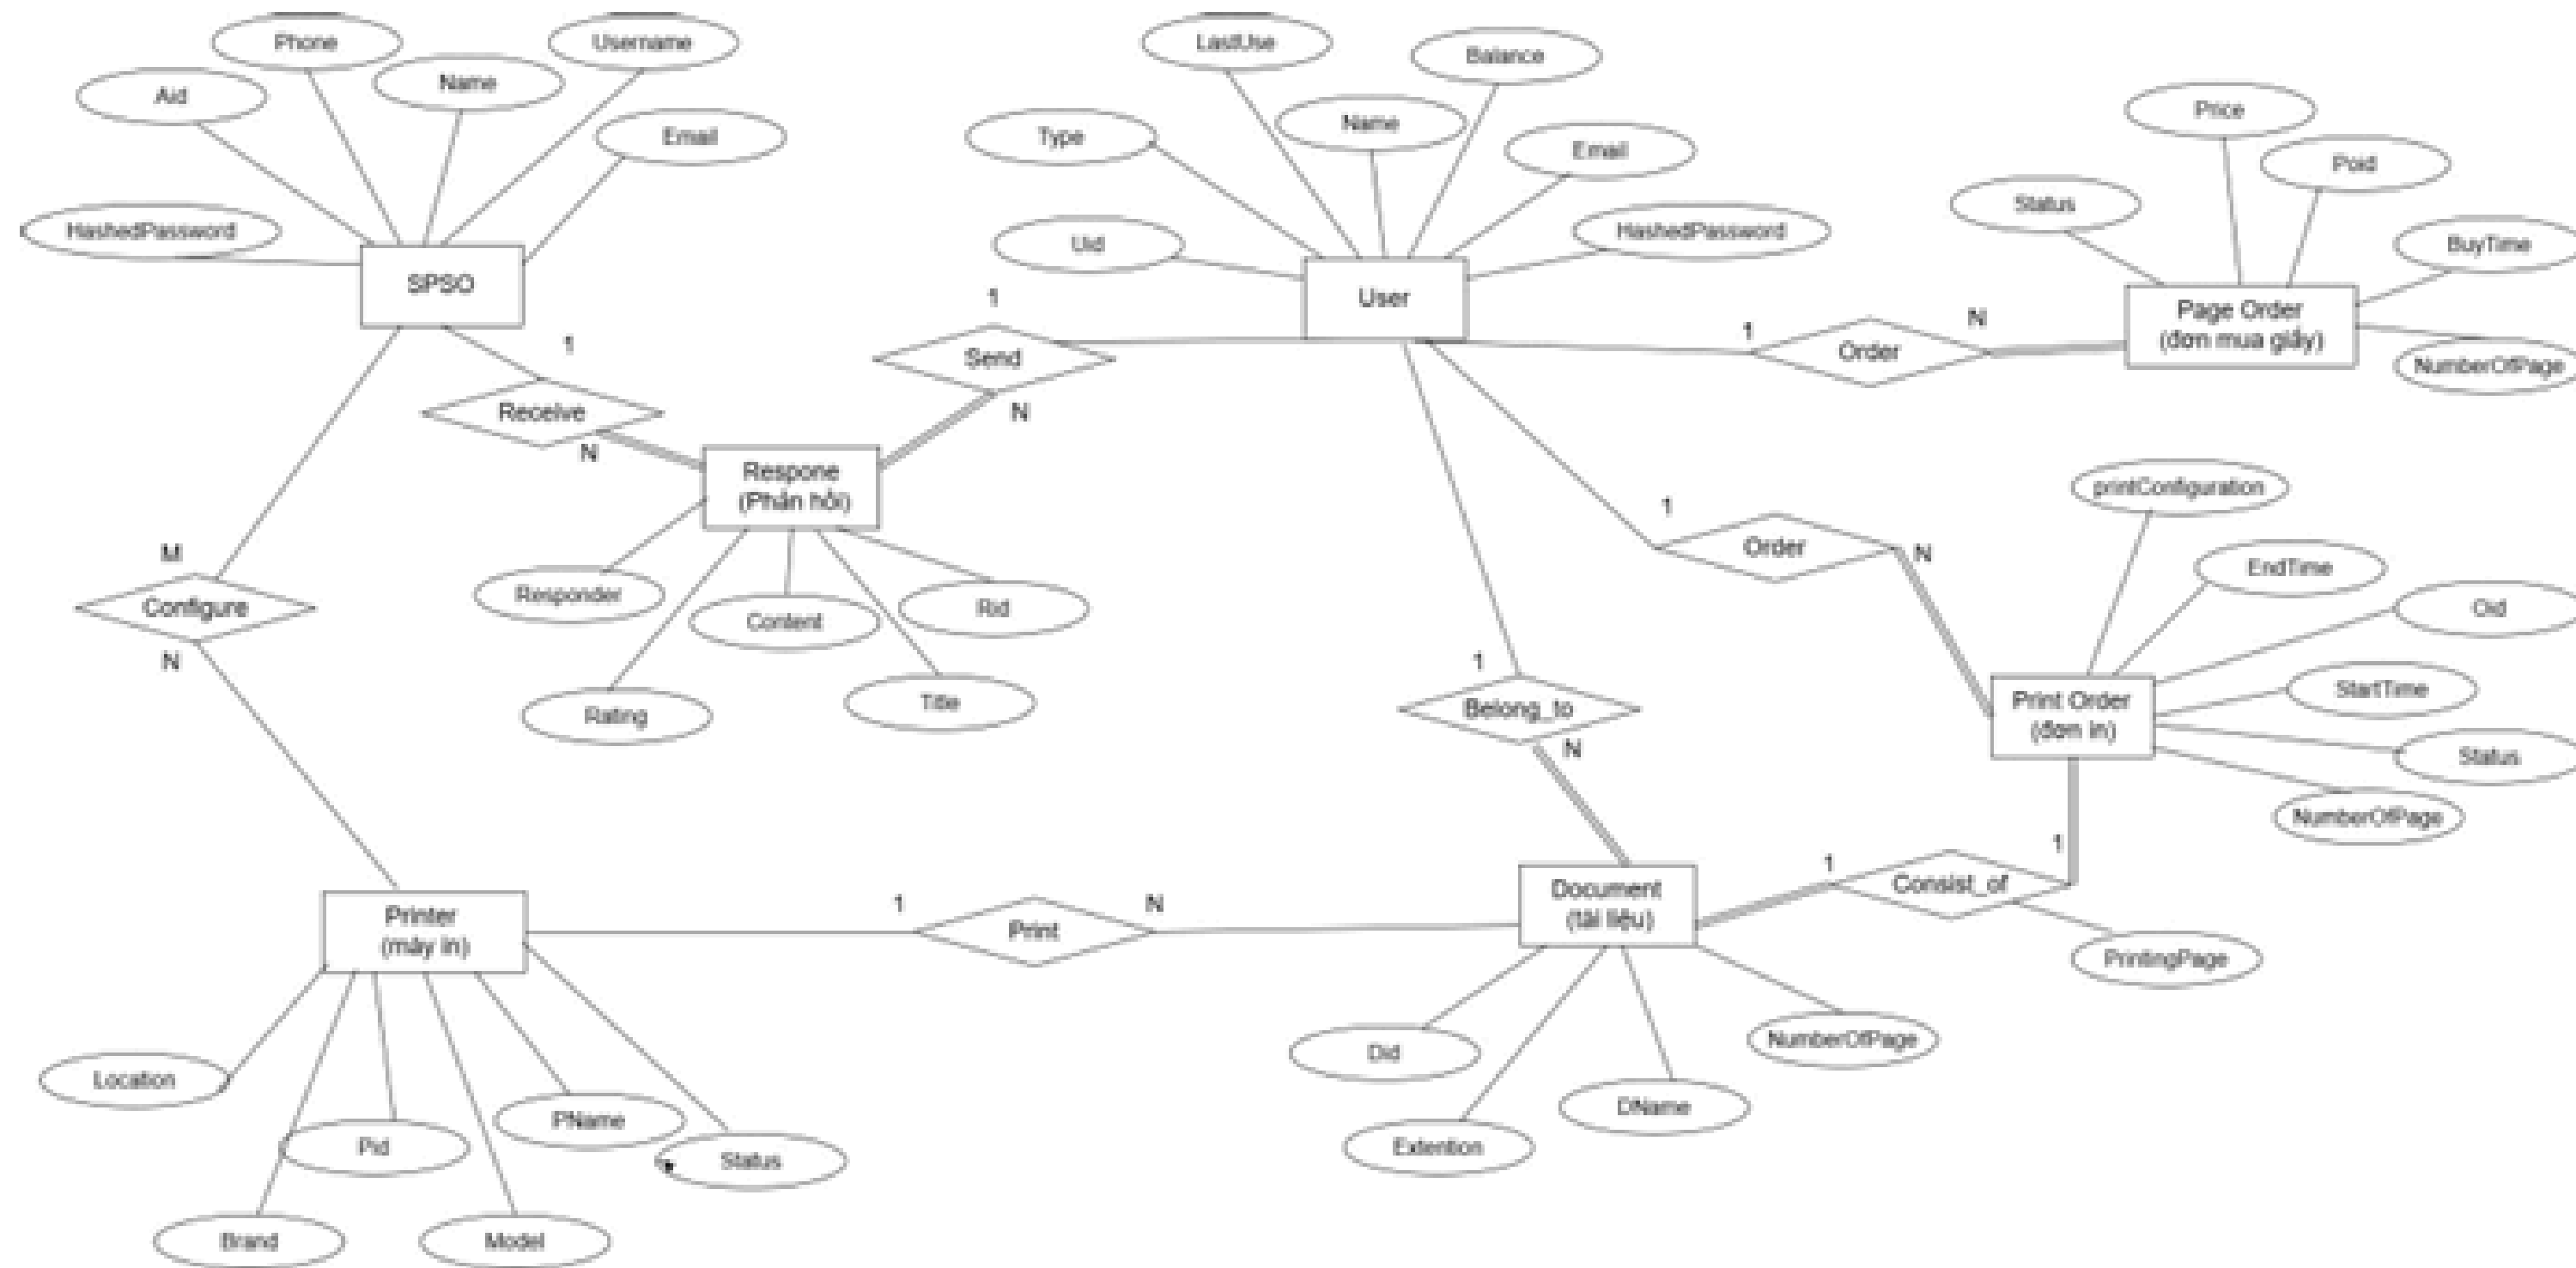 Phone
Username
LastUse
Balance
Aid
Name
Price
Type
Name
Email
Email
Poid
Status
HashedPassword
Uid
HashedPassword
BuyTime
SPSO
User
Page Order
(đơn mua giấy)
1
1
N
1
Send
Order
NumberOfPage
Receive
N
N
Respone
(Phản hồi)
printConfiguration
1
M
Order
N
EndTime
Configure
Responder
Content
Rid
Oid
N
1
Rating
Title
Belong_to
N
Print Order
(đơn in)
StartTime
Status
NumberOfPage
1
1
Printer
(máy in)
1
Print
N
Document
(tài liệu)
Consist_of
PrintingPage
Location
Pid
PName
Status
Did
NumberOfPage
DName
Extention
Brand
Model